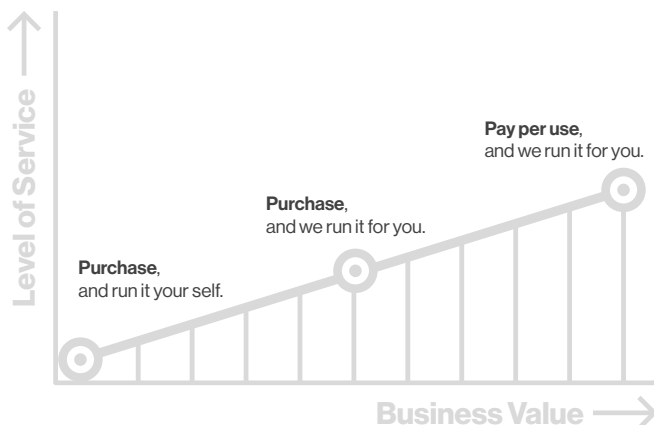 Level of Service
Pay per use,
and we run it for you.
Purchase,
and we run it for you.
Purchase,
and run it your self.
Business Value